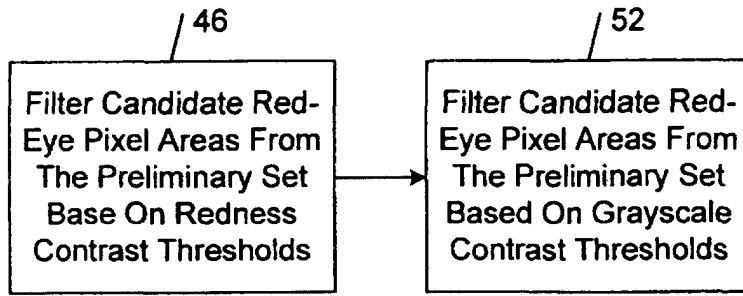 46
Filter Candidate Red-
Eye Pixel Areas From
The Preliminary Set
Base On Redness
Contrast Thresholds
52
Filter Candidate Red-
Eye Pixel Areas From
The Preliminary Set
Based On Grayscale
Contrast Thresholds